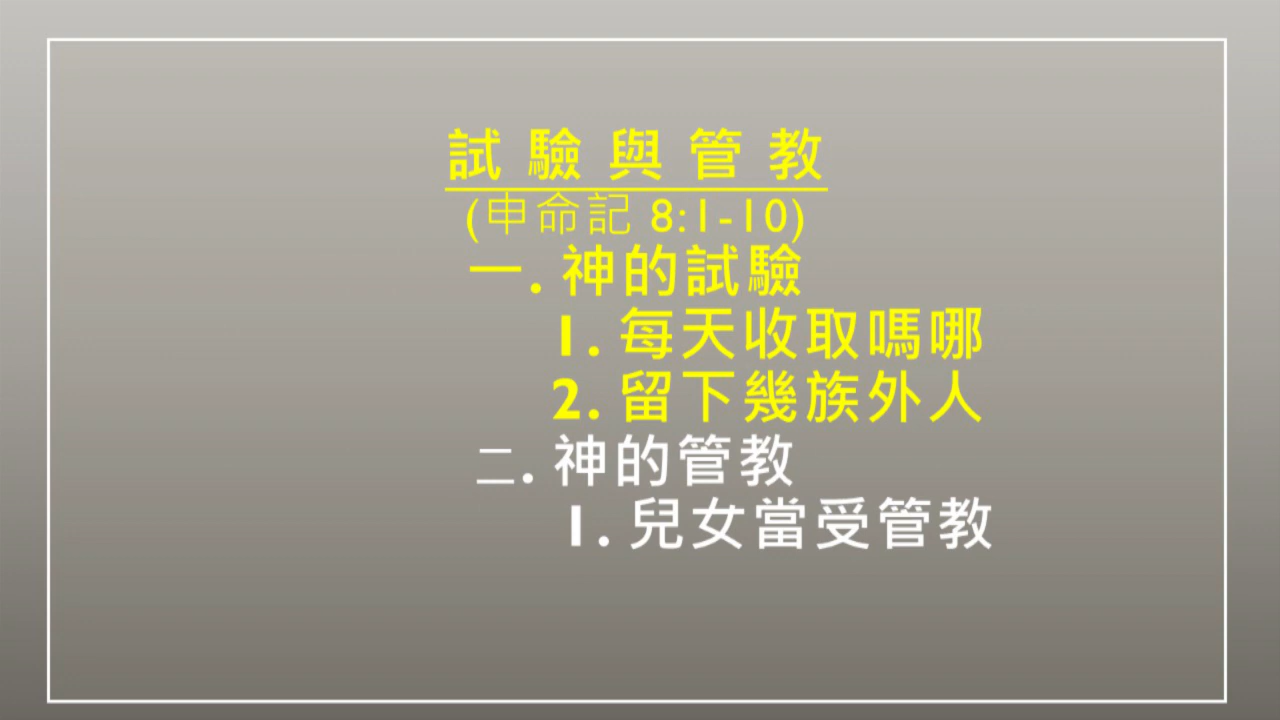 試驗與管教
(申命記 8:1-10)
一. 神的試驗
1. 每天收取嗎哪
2. 留下幾族外人
二. 神的管教
1. 兒女當受管教